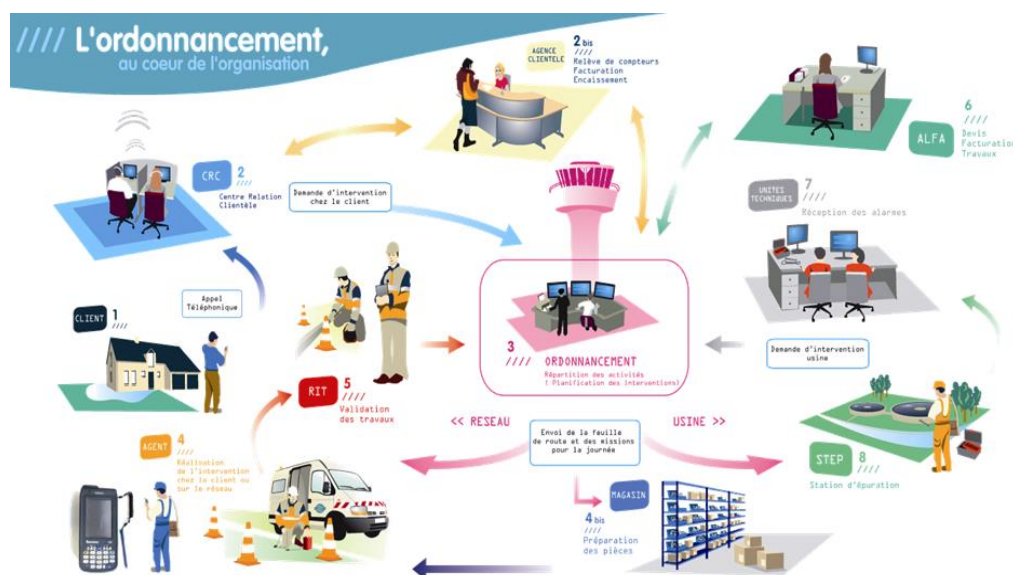 //// L'ordonnancement,
au coeur de l'organisation
AGENCE
CLIENTELE
2 bis
////
Relève de compteurs
Facturation
Encaissement
6
////
ALFA
Devis
Facturation
Travaux
CRC
2
////
Centre Relation
Clientèle
Demande d'intervention
chez le client
UNITES
TECHNIQUES
7
////
Réception des alarmes
Appel
Téléphonique
CLIENT
1
////
3
////
ORDONNANCEMENT
Répartition des activités
( Planification des interventions)
Demande d'intervention
usine
RIT
5
////
Validation
des travaux
<< RESEAU
USINE >>
Envoi de la feuille
de route et des missions
pour la journée
AGENT
4
////
Réalisation
de l'intervention
chez le client ou
sur le réseau
STEP
8
////
Station d'épuration
MAGASIN
4 bis
////
Préparation
des pièces